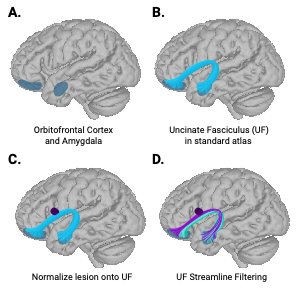 A.
B.
Orbitofrontal Cortex
and Amygdala
Uncinate Fasciculus (UF)
in standard atlas
C.
D.
Normalize lesion onto UF
UF Streamline Filtering